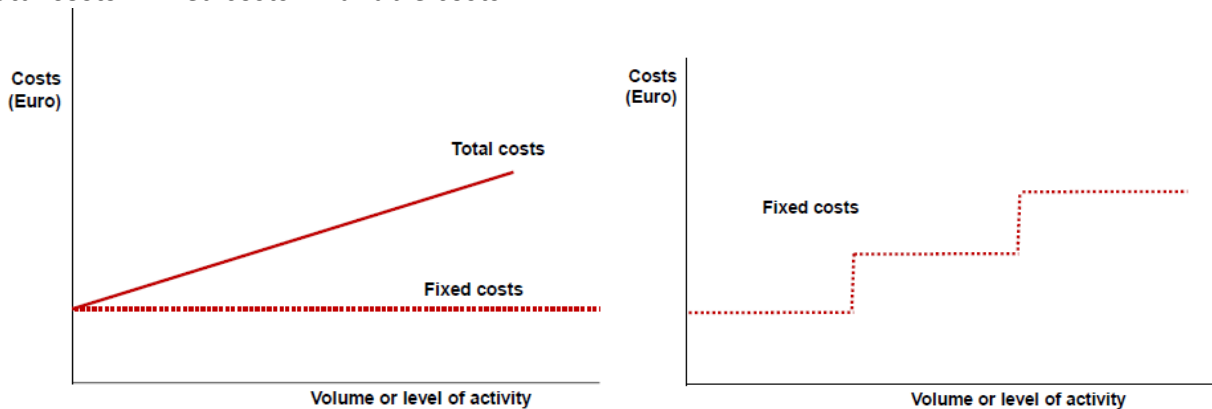 Costs
(Euro)
Total costs
Fixed costs
Volume or level of activity
Costs
(Euro)
Fixed costs
Volume or level of activity